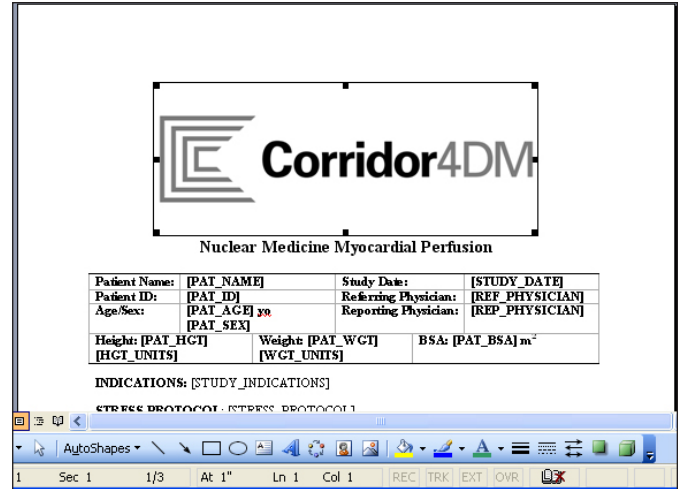 Corridor4DM
Nuclear Medicine Myocardial Perfusion
Patient Name: [PAT_NAME] Study Date: [STUDY_DATE]
Patient ID: [PAT_ID] Referring Physician: [REF_PHYSICIAN]
Age/Sex: [PAT_AGE] yo Reporting Physician: [REP_PHYSICIAN]
[PAT_SEX]
Height: [PAT_HGT] Weight: [PAT_WGT] BSA: [PAT_BSA] m²
[HGT_UNITS] [WGT_UNITS]
INDICATIONS: [STUDY_INDICATIONS]
STRESS PROTOCOL: [STRESS_PROTOCOL]
AutoShapes
1 Sec 1 1/3 At 1" Ln 1 Col 1 REC TRK EXT OVR